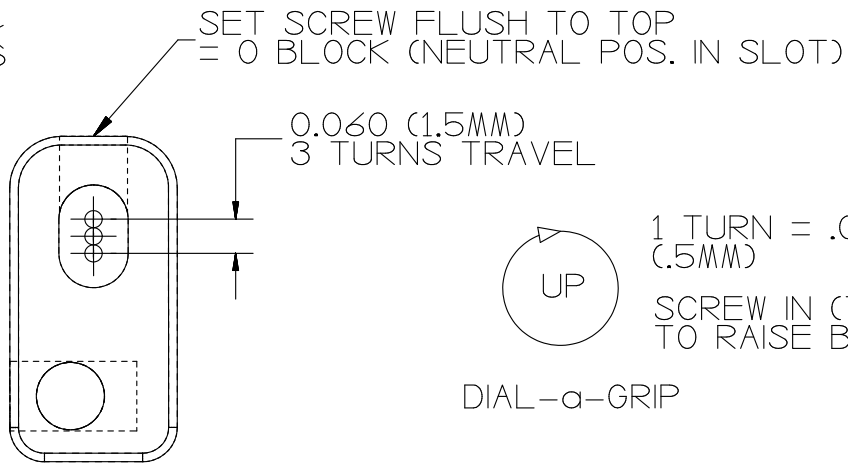 S
SET SCREW FLUSH TO TOP
= 0 BLOCK (NEUTRAL POS. IN SLOT)
0.060 (1.5MM)
3 TURNS TRAVEL
1 TURN = .0
(.5MM)
UP
SCREW IN (
TO RAISE
DIAL-a-GRIP